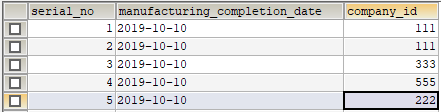 serial_no manufacturing_completion_date company_id
1 2019-10-10 111
2 2019-10-10 111
3 2019-10-10 333
4 2019-10-10 555
5 2019-10-10 222